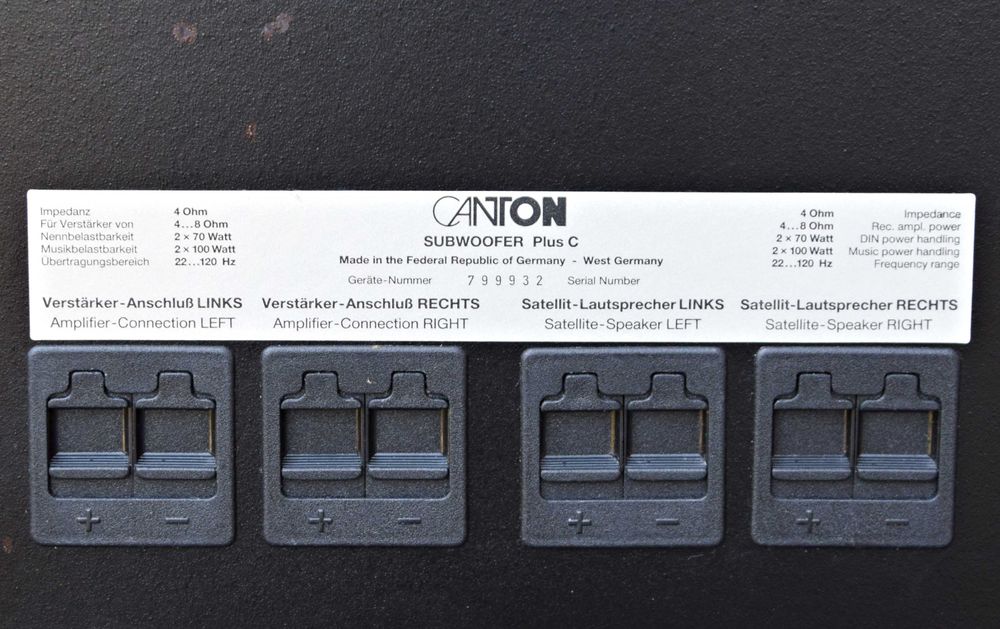 CANTON
SUBWOOFER Plus C
Made in the Federal Republic of Germany - West Germany
Geräte-Nummer 799932 Serial Number
Impedanz 4 Ohm
Für Verstärker von 4...8 Ohm
Nennbelastbarkeit 2 × 70 Watt
Musikbelastbarkeit 2 × 100 Watt
Übertragungsbereich 22...120 Hz
4 Ohm Impedance
4...8 Ohm Rec. ampl. power
2 × 70 Watt DIN power handling
2 × 100 Watt Music power handling
22...120 Hz Frequency range
Verstärker-Anschluß LINKS
Amplifier-Connection LEFT
Verstärker-Anschluß RECHTS
Amplifier-Connection RIGHT
Satellit-Lautsprecher LINKS
Satellite-Speaker LEFT
Satellit-Lautsprecher RECHTS
Satellite-Speaker RIGHT
+ −
+ −
+ −
+ −